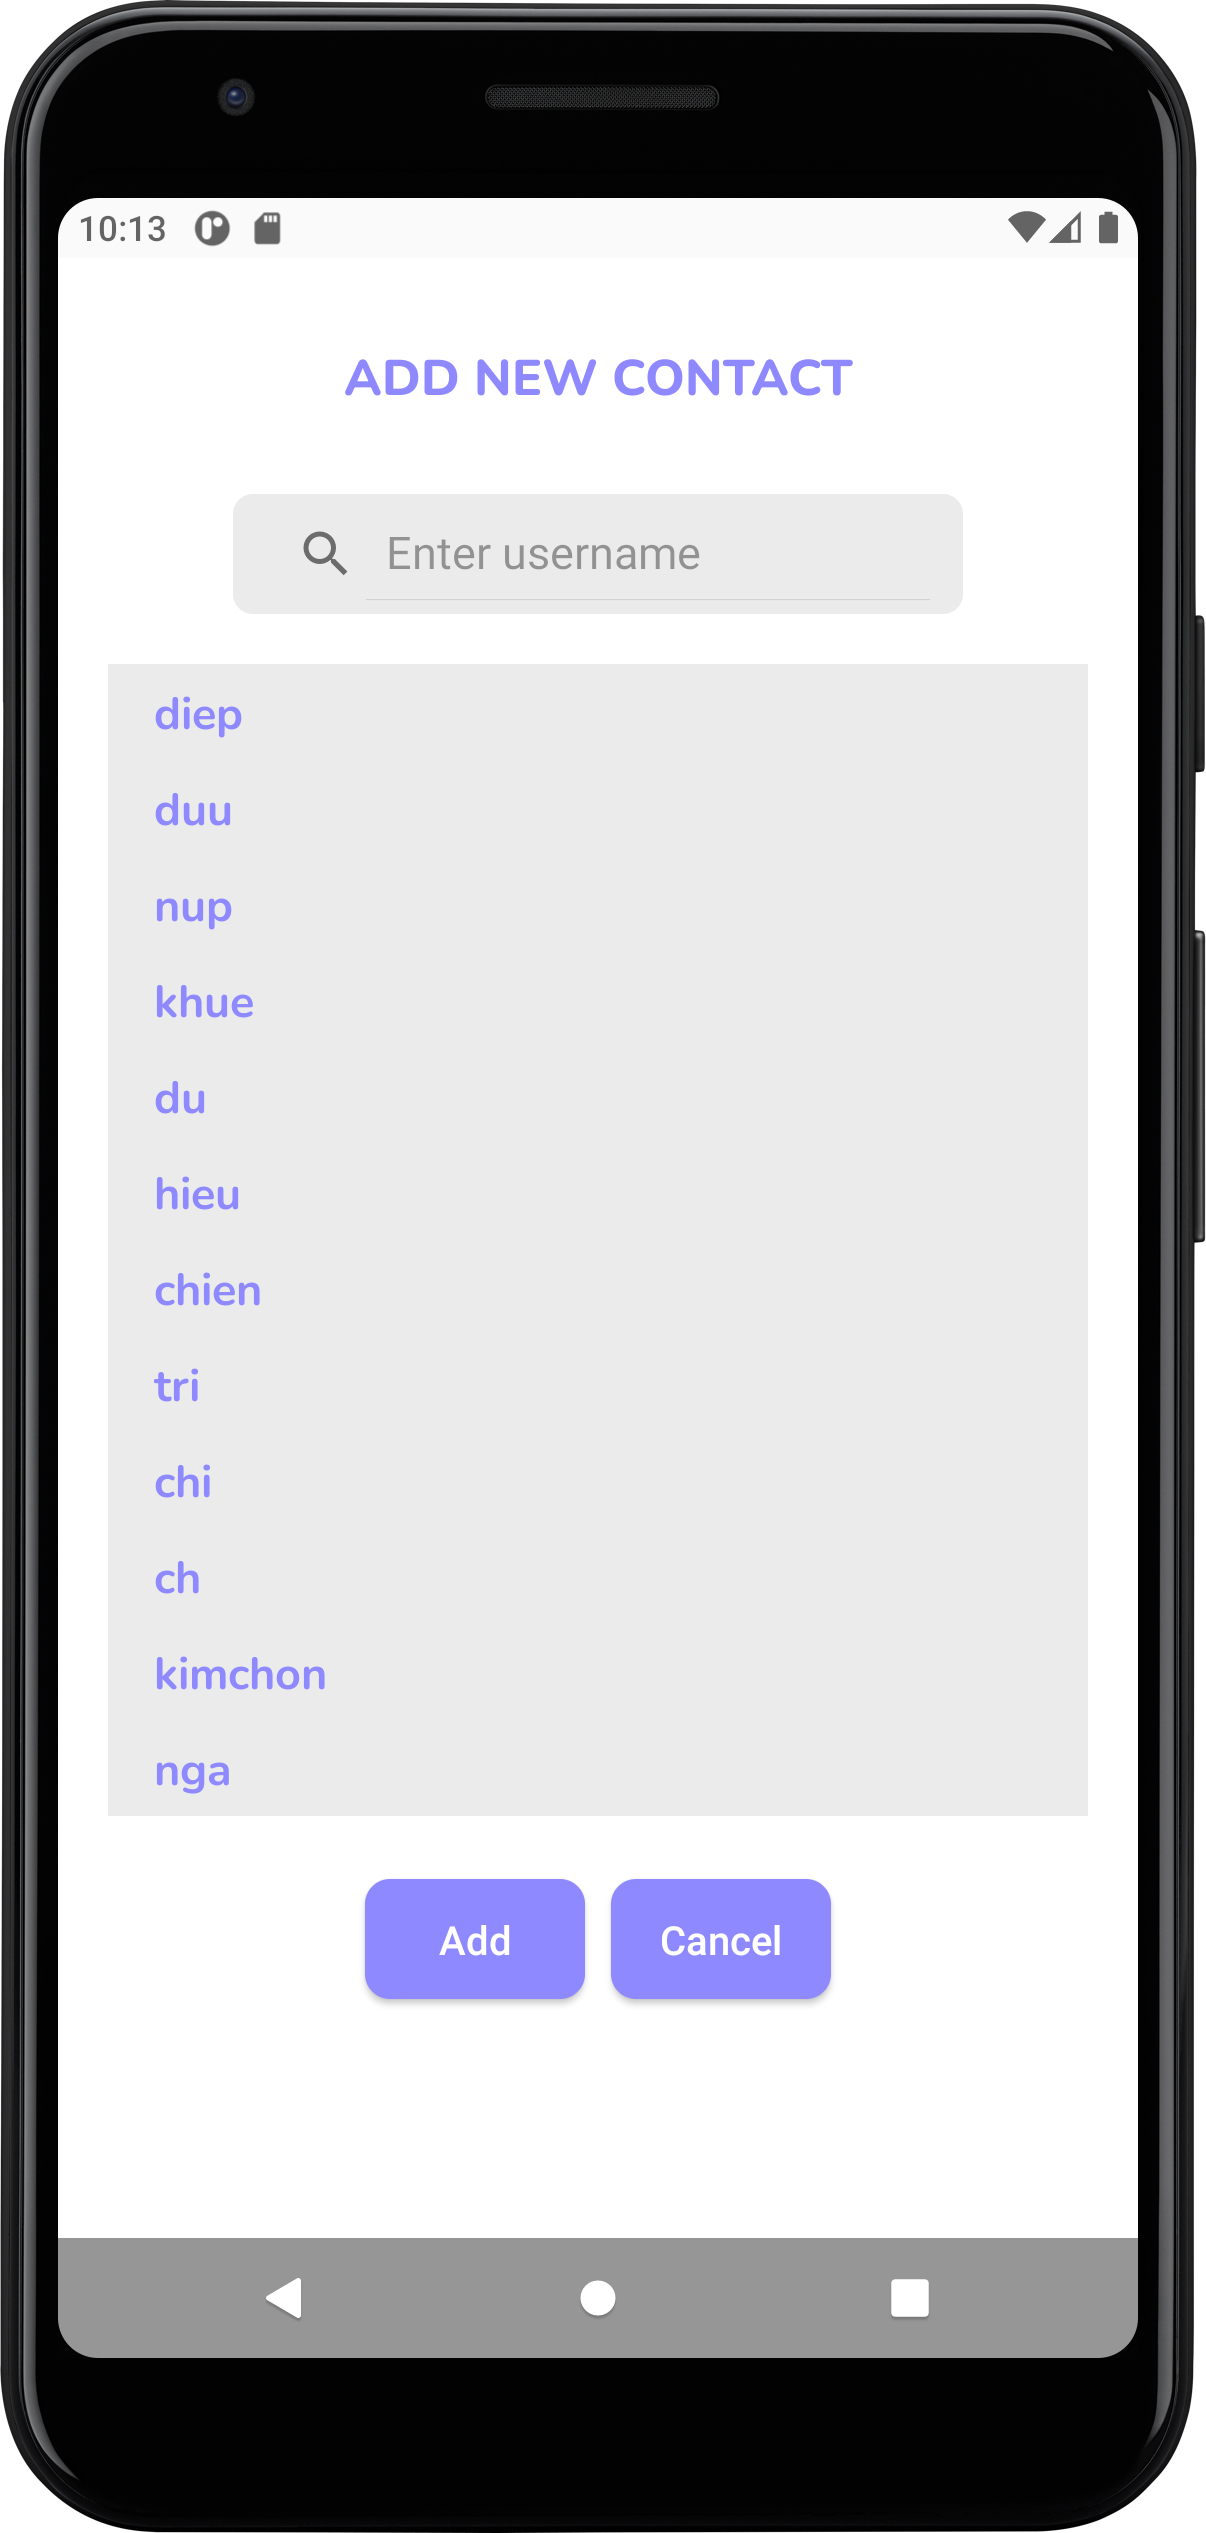 10:13
ADD NEW CONTACT
Enter username
diep
duu
nup
khue
du
hieu
chien
tri
chi
ch
kimchon
nga
Add Cancel